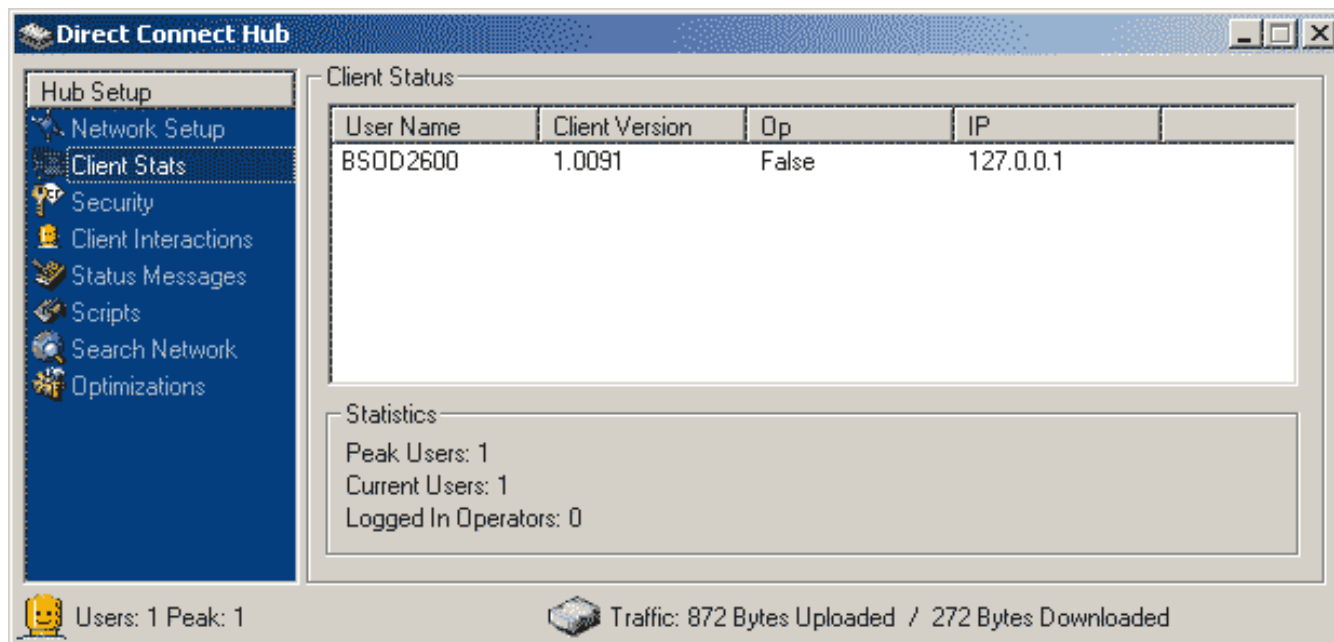 Direct Connect Hub
Hub Setup
Network Setup
Client Stats
Security
Client Interactions
Status Messages
Scripts
Search Network
Optimizations
Client Status
User Name Client Version Op IP
BSOD2600 1.0091 False 127.0.0.1
Statistics
Peak Users: 1
Current Users: 1
Logged In Operators: 0
Users: 1 Peak: 1
Traffic: 872 Bytes Uploaded / 272 Bytes Downloaded